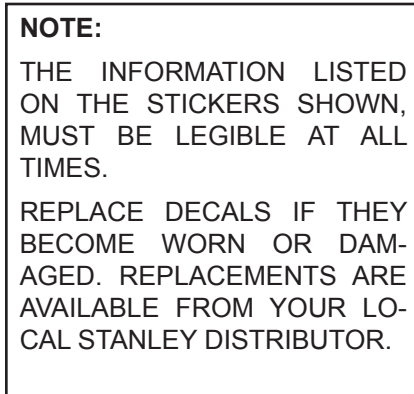 NOTE:
THE INFORMATION LISTED
ON THE STICKERS SHOWN,
MUST BE LEGIBLE AT ALL
TIMES.
REPLACE DECALS IF THEY
BECOME WORN OR DAM-
AGED. REPLACEMENTS ARE
AVAILABLE FROM YOUR LO-
CAL STANLEY DISTRIBUTOR.